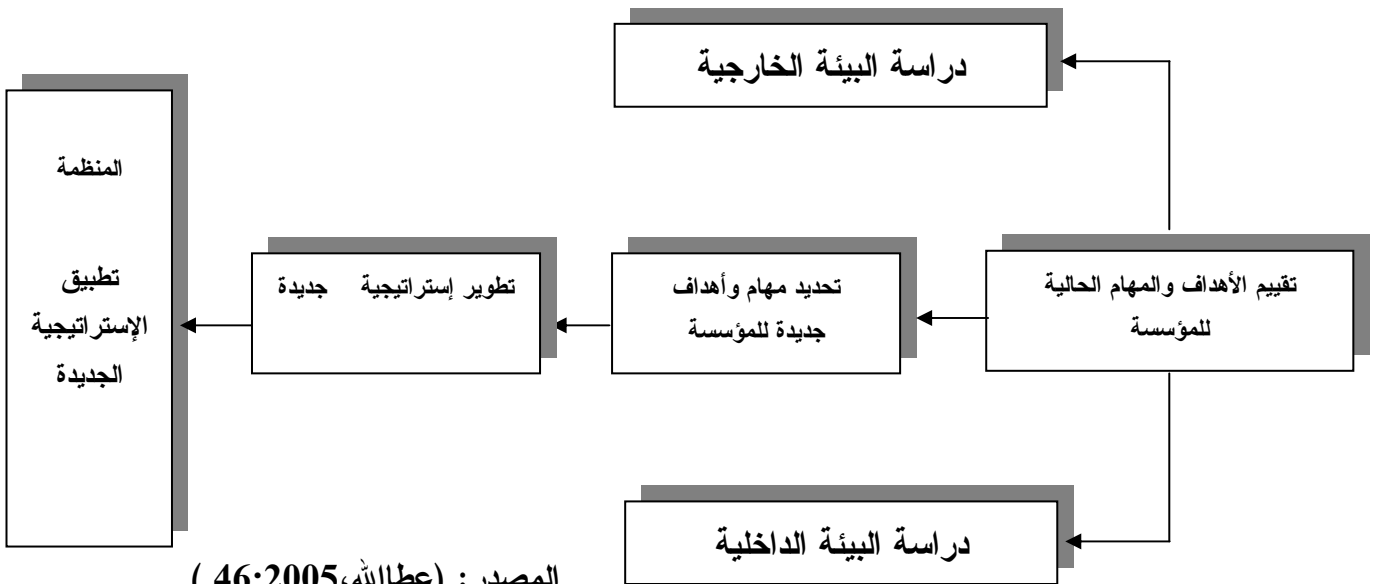 دراسة البيئة الخارجية
تقييم الأهداف والمهام الحالية
للمؤسسة
تحديد مهام وأهداف
جديدة للمؤسسة
تطوير إستراتيجية جديدة
المنظمة
تطبيق
الإستراتيجية
الجديدة
دراسة البيئة الداخلية
المصدر: (عطاالله،2005:46 )